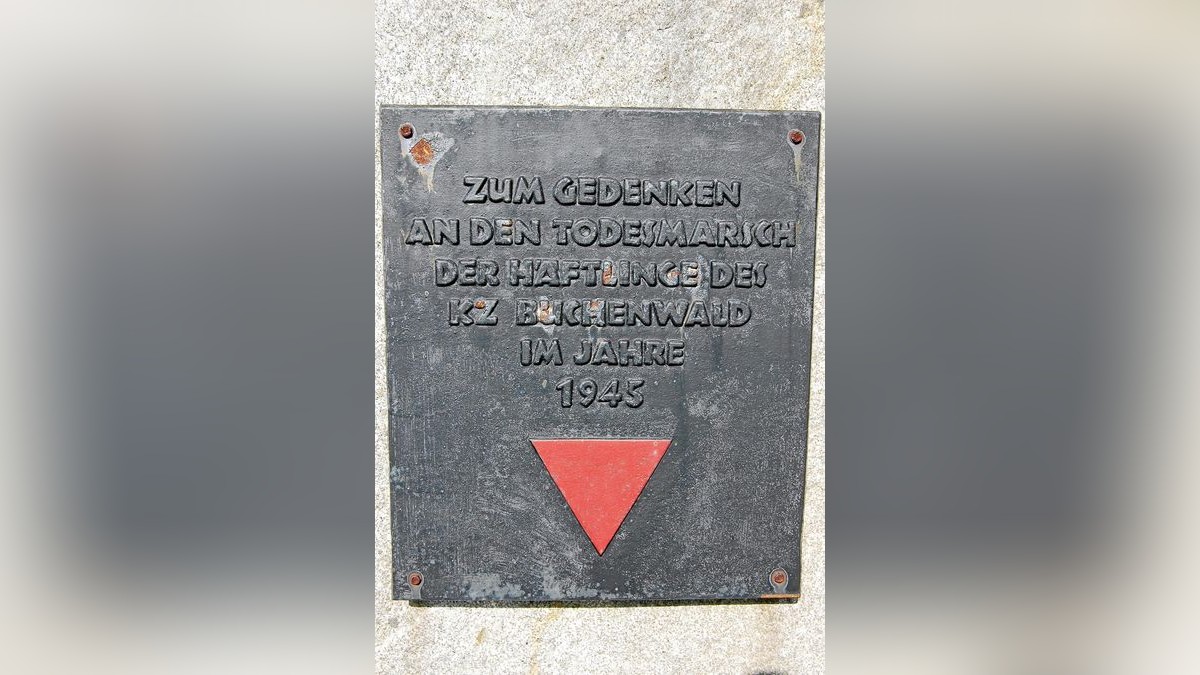 ZUM GEDENKEN
AN DEN TODESMARSCH
DER HÄFTLINGE DES
KZ BUCHENWALD
IM JAHRE
1945